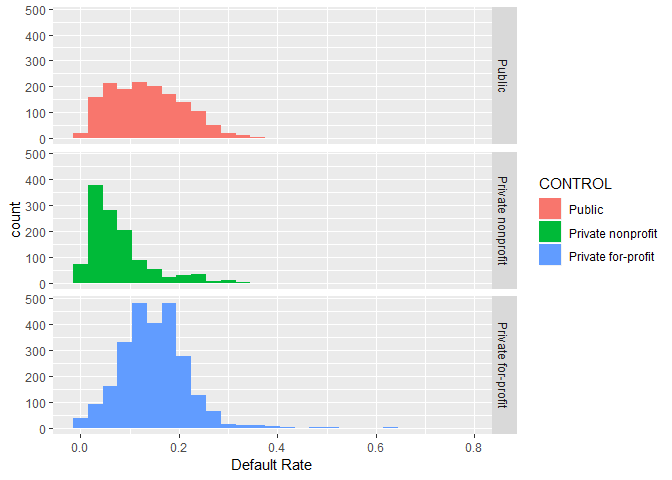 500
400
300
200
100
0
Public
500
400
300
200
100
0
Private nonprofit
500
400
300
200
100
0
Private for-profit
count
0.0 0.2 0.4 0.6 0.8
Default Rate
CONTROL
Public
Private nonprofit
Private for-profit